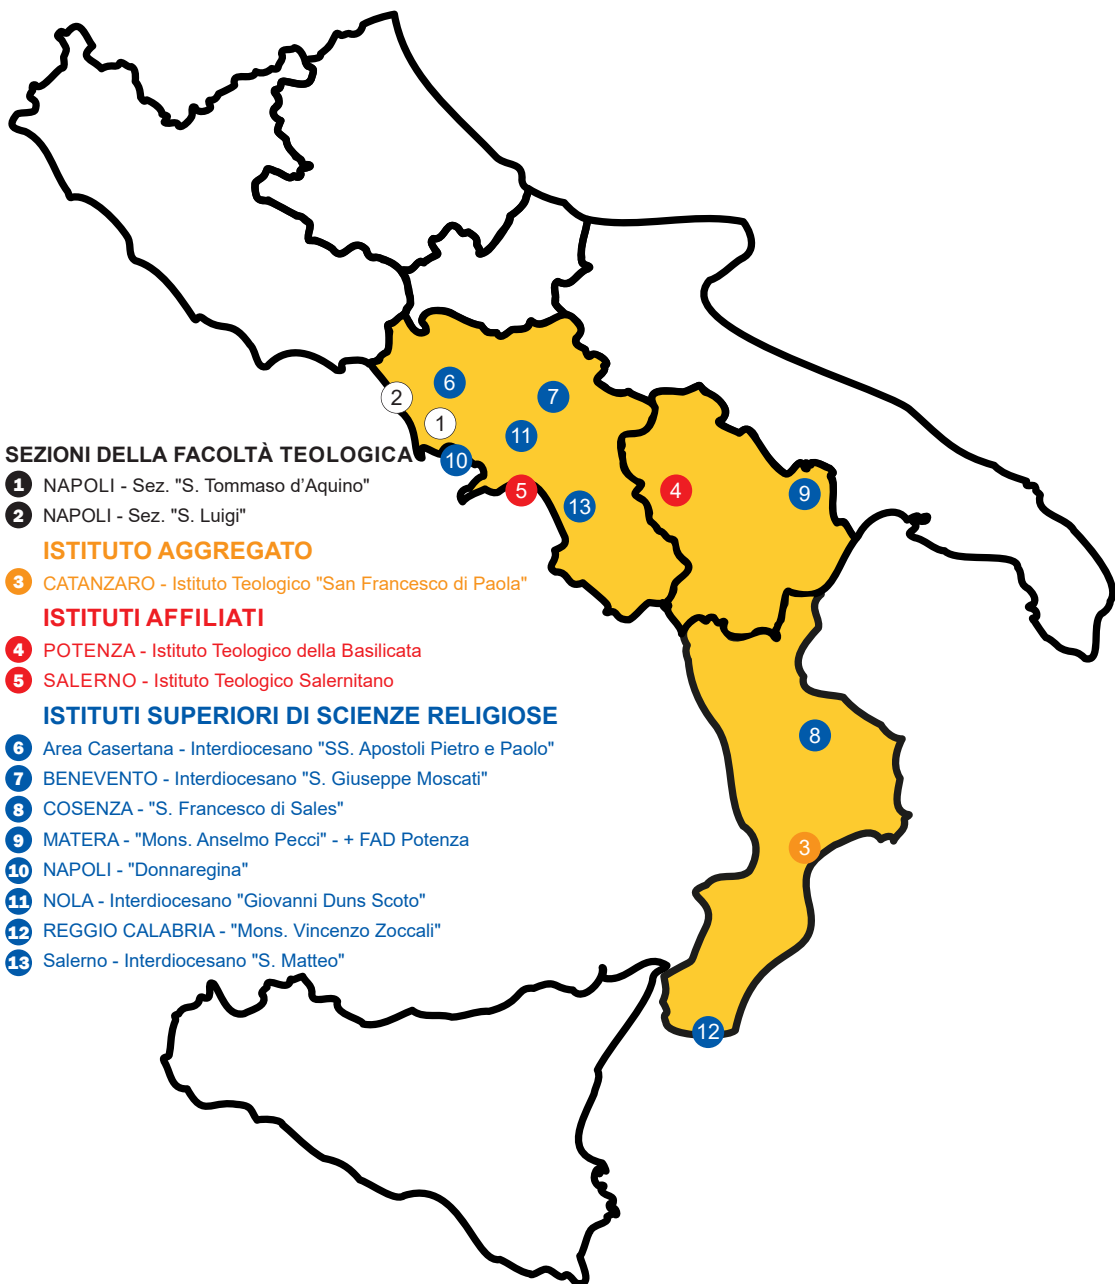 6
7
2
1
11
10
5
13
4
9
8
3
12
SEZIONI DELLA FACOLTÀ TEOLOGICA
1 NAPOLI - Sez. "S. Tommaso d’Aquino"
2 NAPOLI - Sez. "S. Luigi"
ISTITUTO AGGREGATO
3 CATANZARO - Istituto Teologico "San Francesco di Paola"
ISTITUTI AFFILIATI
4 POTENZA - Istituto Teologico della Basilicata
5 SALERNO - Istituto Teologico Salernitano
ISTITUTI SUPERIORI DI SCIENZE RELIGIOSE
6 Area Casertana - Interdiocesano "SS. Apostoli Pietro e Paolo"
7 BENEVENTO - Interdiocesano "S. Giuseppe Moscati"
8 COSENZA - "S. Francesco di Sales"
9 MATERA - "Mons. Anselmo Pecci" - + FAD Potenza
10 NAPOLI - "Donnaregina"
11 NOLA - Interdiocesano "Giovanni Duns Scoto"
12 REGGIO CALABRIA - "Mons. Vincenzo Zoccali"
13 Salerno - Interdiocesano "S. Matteo"